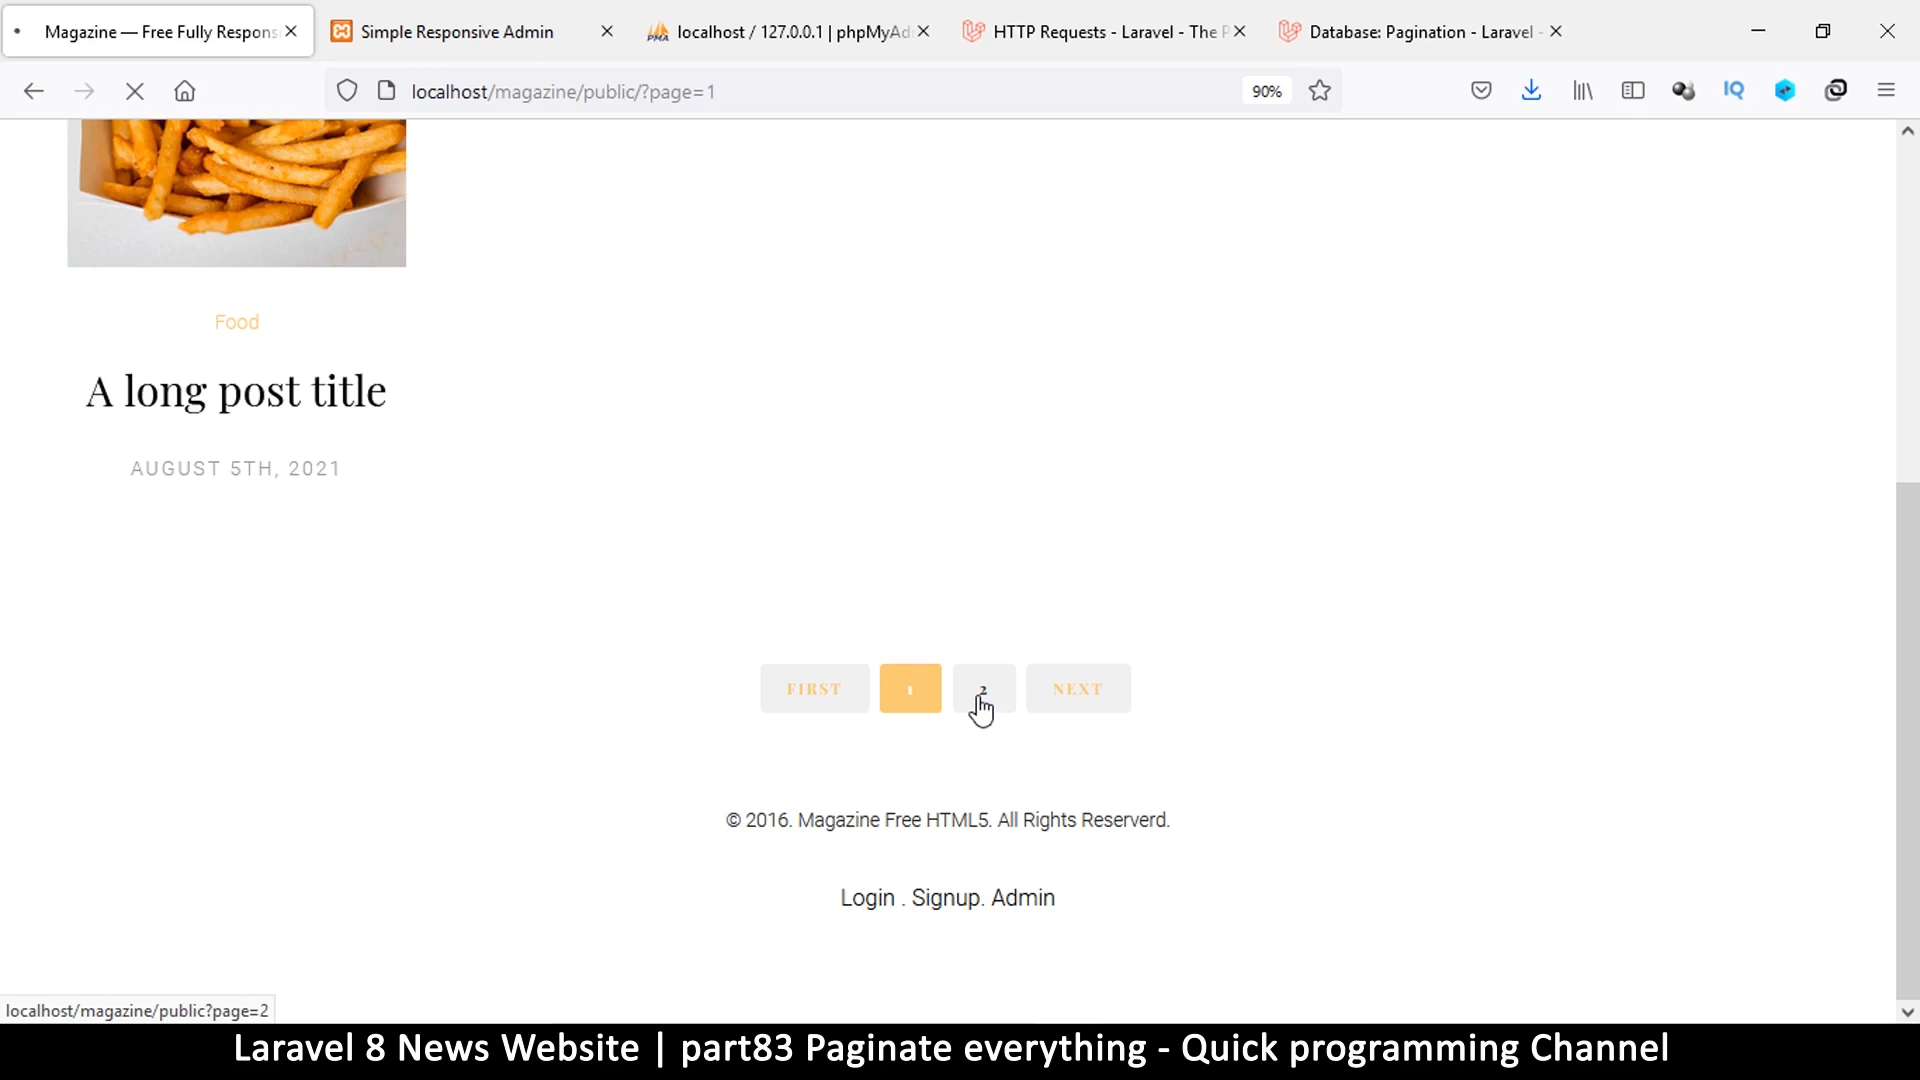 Magazine — Free Fully Respons
Simple Responsive Admin
localhost / 127.0.0.1 | phpMyAd
HTTP Requests - Laravel - The P
Database: Pagination - Laravel -
localhost/magazine/public/?page=1
90%
IQ
Food
A long post title
AUGUST 5TH, 2021
FIRST
1
2
NEXT
© 2016. Magazine Free HTML5. All Rights Reserverd.
Login . Signup. Admin
localhost/magazine/public?page=2
Laravel 8 News Website | part83 Paginate everything - Quick programming Channel